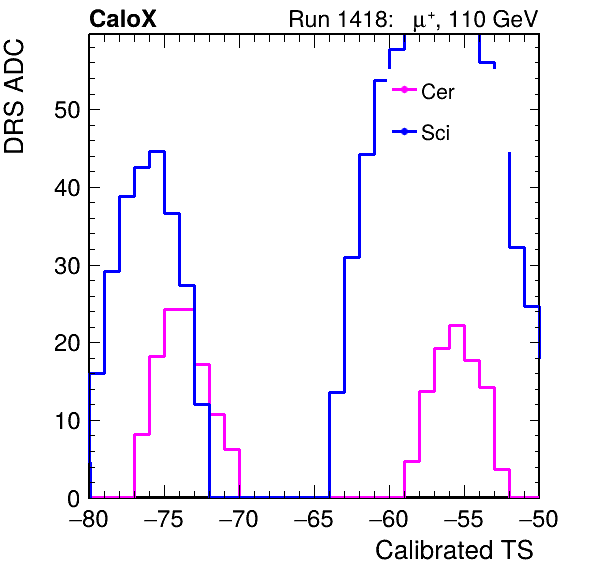 CaloX Run 1418: μ⁺, 110 GeV
DRS ADC
Cer
Sci
50
40
30
20
10
0
−80 −75 −70 −65 −60 −55 −50
Calibrated TS